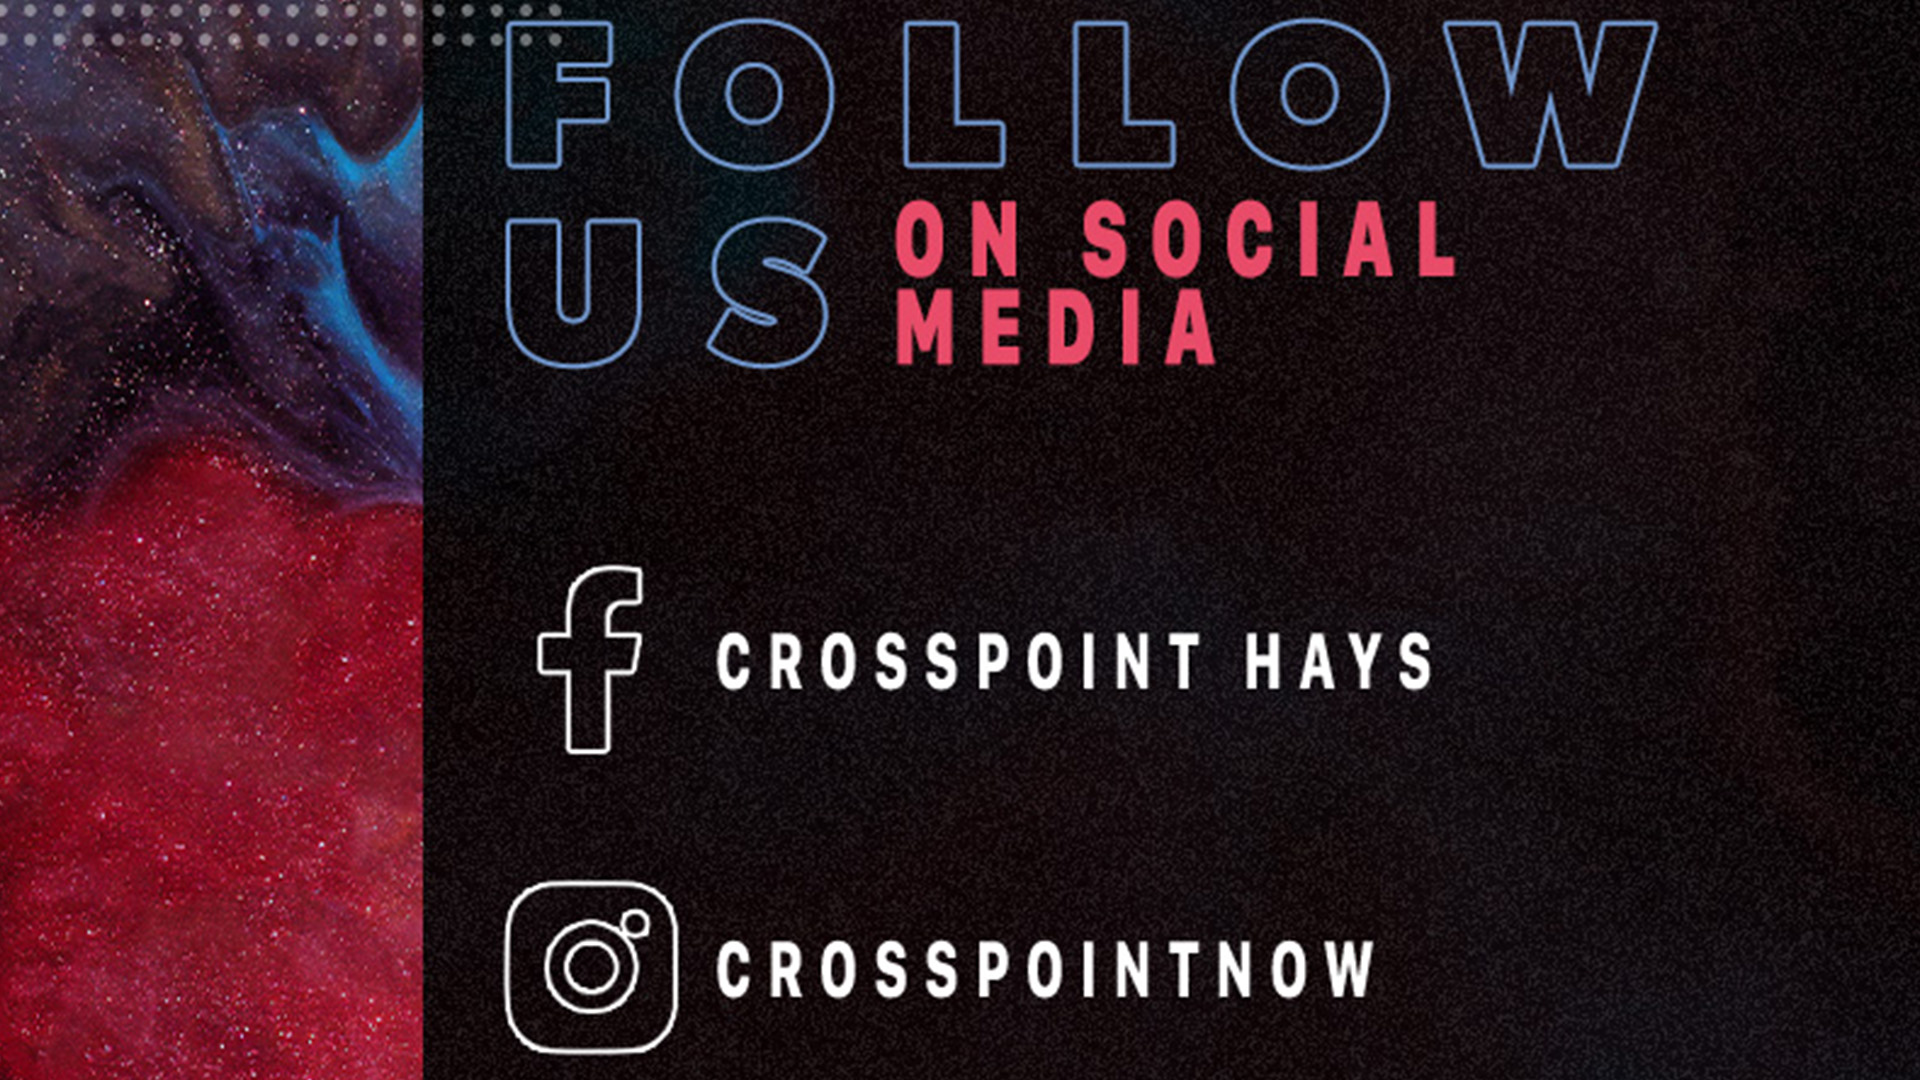 FOLLOW
US ON SOCIAL
MEDIA
CROSSPOINT HAYS
CROSSPOINTNOW